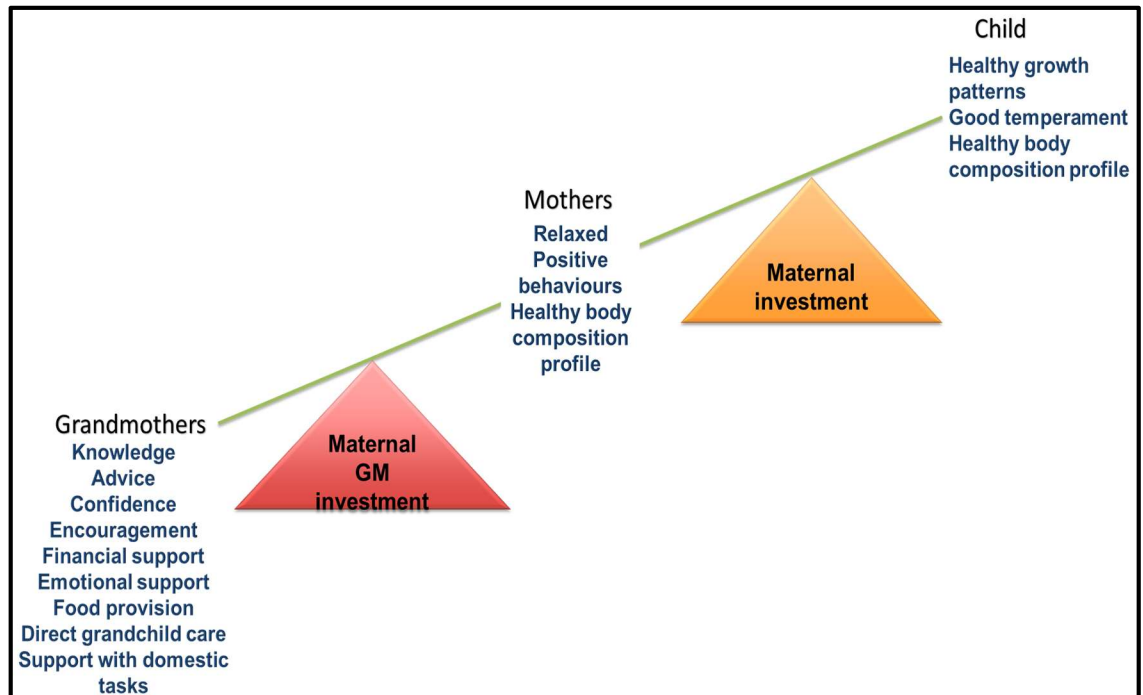 Child
Healthy growth
patterns
Good temperament
Healthy body
composition profile
Mothers
Relaxed
Positive
behaviours
Healthy body
composition
profile
Maternal
investment
Grandmothers
Knowledge
Advice
Confidence
Encouragement
Financial support
Emotional support
Food provision
Direct grandchild care
Support with domestic
tasks
Maternal
GM
investment